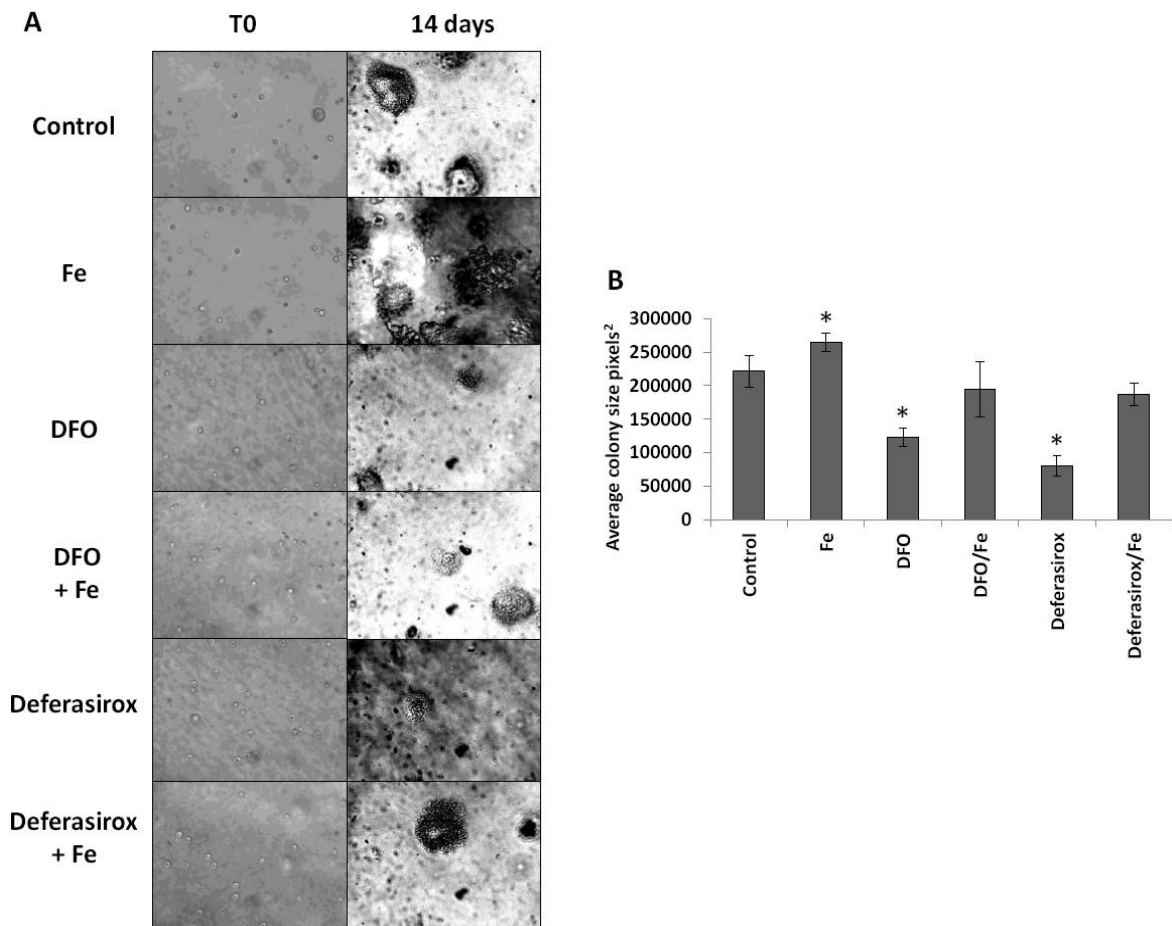 A
T0
14 days
Control
Fe
DFO
DFO
+ Fe
Deferasirox
Deferasirox
+ Fe
B
Average colony size pixels²
300000
250000
200000
150000
100000
50000
0
*
*
*
Control
Fe
DFO
DFO/Fe
Deferasirox
Deferasirox/Fe